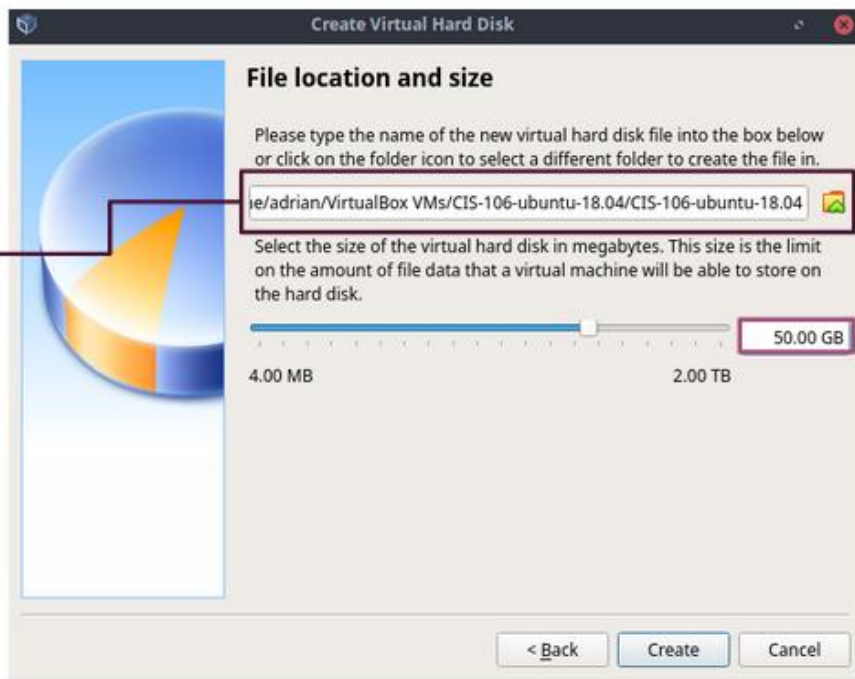 Create Virtual Hard Disk
File location and size
Please type the name of the new virtual hard disk file into the box below
or click on the folder icon to select a different folder to create the file in.
e/adrian/VirtualBox VMs/CIS-106-ubuntu-18.04/CIS-106-ubuntu-18.04
Select the size of the virtual hard disk in megabytes. This size is the limit
on the amount of file data that a virtual machine will be able to store on
the hard disk.
50.00 GB
4.00 MB 2.00 TB
< Back Create Cancel